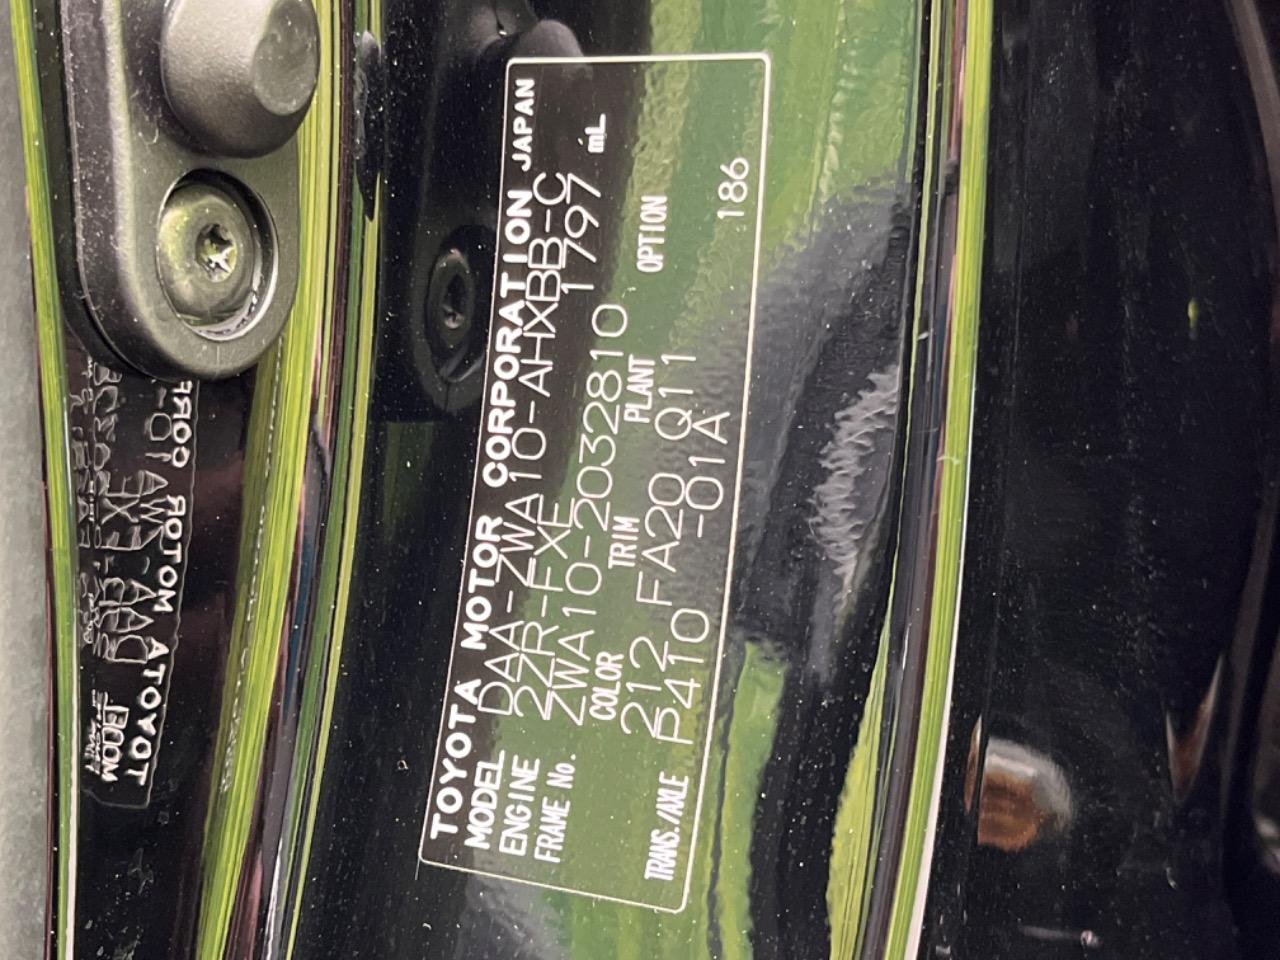 TOYOTA MOTOR CORPORATION JAPAN
MODEL DAA-ZWA10-AHXBB-C
ENGINE 2ZR-FXE 1797 mL
FRAME No. ZWA10-2032810
COLOR TRIM PLANT OPTION
212 FA20 Q11
TRANS./AXLE P410 -01A 186